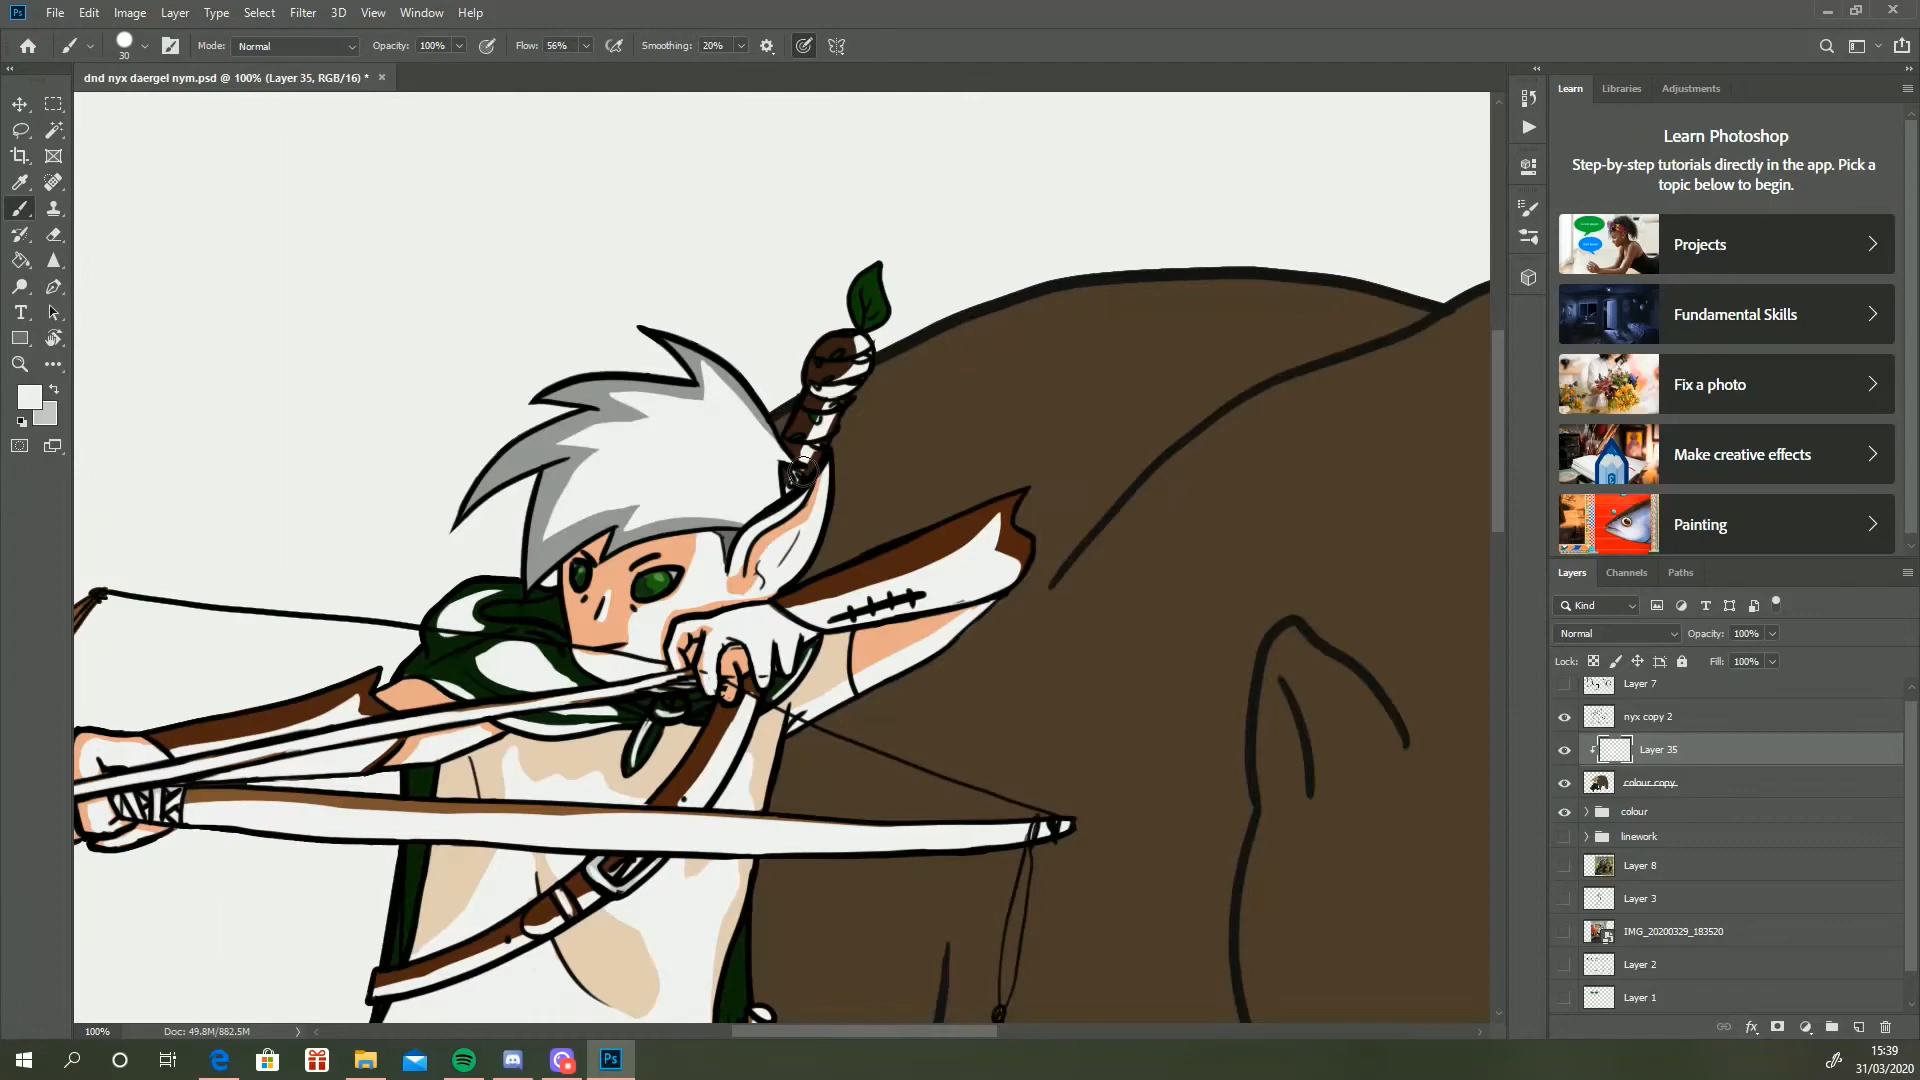 Ps File Edit Image Layer Type Select Filter 3D View Window Help
30 Mode: Normal Opacity: 100% Flow: 56% Smoothing: 20%
dnd nyx daergel nym.psd @ 100% (Layer 35, RGB/16) *
Learn Libraries Adjustments
Learn Photoshop
Step-by-step tutorials directly in the app. Pick a
topic below to begin.
Projects
Fundamental Skills
Fix a photo
Make creative effects
Painting
Layers Channels Paths
Kind
Normal Opacity: 100%
Lock: Fill: 100%
Layer 7
nyx copy 2
Layer 35
colour copy
colour
linework
Layer 8
Layer 3
IMG_20200329_183520
Layer 2
Layer 1
100% Doc: 49.8M/882.5M
fx
Ps
15:39
31/03/2020